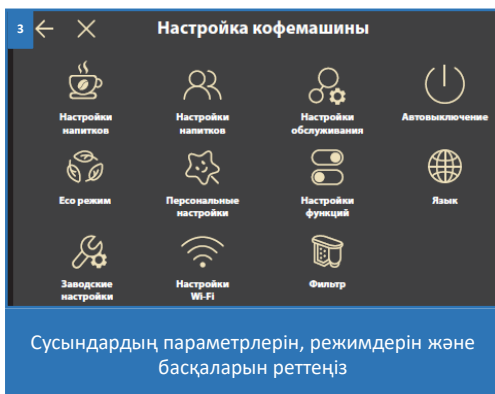 3
Настройка кофемашины
Настройки
напитков
Настройки
напитков
Настройки
обслуживания
Автовыключение
Eco режим
Персональные
настройки
Настройки
функций
Язык
Заводские
настройки
Настройки
Wi-Fi
Фильтр
Сусындардың параметрлерін, режимдерін және
басқаларын реттеңіз